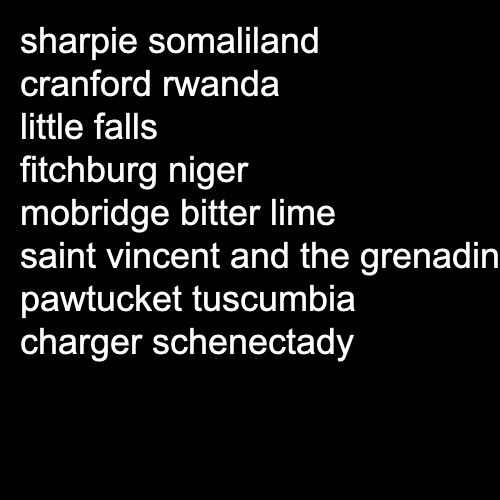 sharpie somaliland
cranford rwanda
little falls
fitchburg niger
mobridge bitter lime
saint vincent and the grenadin
pawtucket tuscumbia
charger schenectady